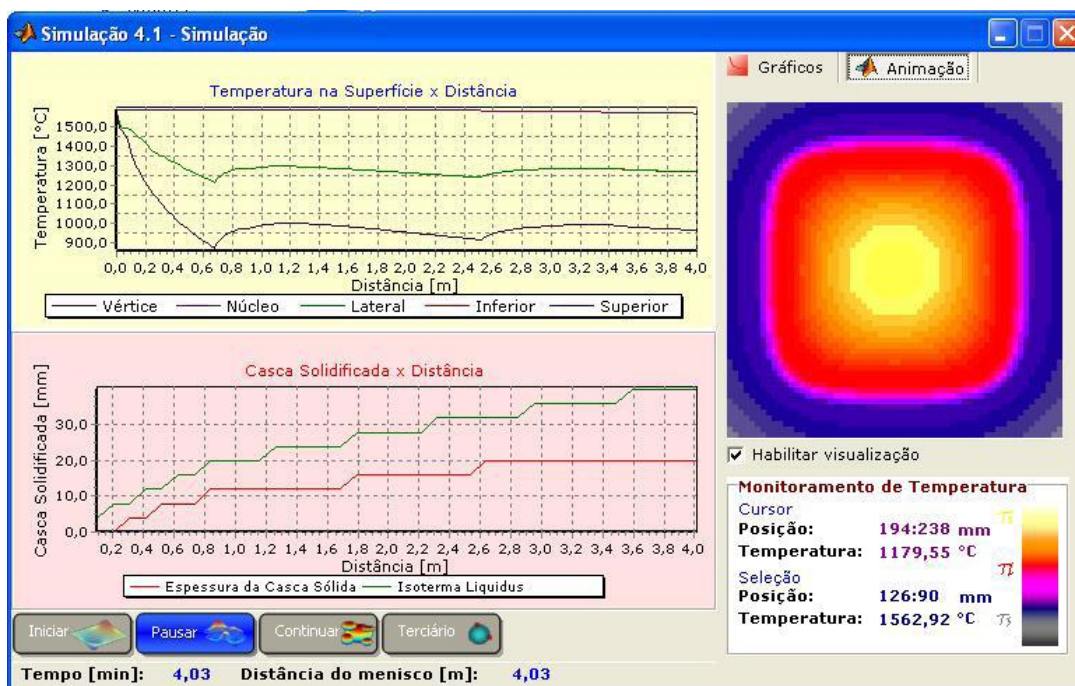 Simulação 4.1 - Simulação
Gráficos
Animação
Temperatura na Superfície x Distância
Temperatura [°C]
1500,0
1400,0
1300,0
1200,0
1100,0
1000,0
900,0
0,0 0,2 0,4 0,6 0,8 1,0 1,2 1,4 1,6 1,8 2,0 2,2 2,4 2,6 2,8 3,0 3,2 3,4 3,6 3,8 4,0
Distância [m]
Vértice Núcleo Lateral Inferior Superior
Casca Solidificada x Distância
Casca Solidificada [mm]
30,0
20,0
10,0
0,0
0,2 0,4 0,6 0,8 1,0 1,2 1,4 1,6 1,8 2,0 2,2 2,4 2,6 2,8 3,0 3,2 3,4 3,6 3,8 4,0
Distância [m]
Espessura da Casca Sólida Isoterma Liquidus
Habilitar visualização
Monitoramento de Temperatura
Cursor
Posição: 194:238 mm
Temperatura: 1179,55 °C
Seleção
Posição: 126:90 mm
Temperatura: 1562,92 °C
Iniciar Pausar Continuar Terciário
Tempo [min]: 4,03 Distância do menisco [m]: 4,03